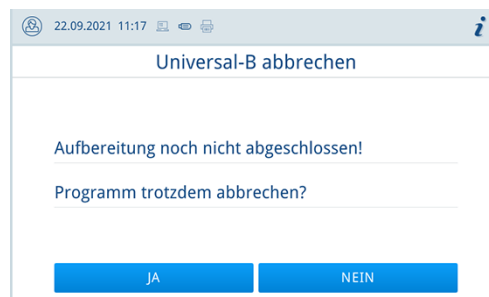 22.09.2021 11:17
i
Universal-B abbrechen
Aufbereitung noch nicht abgeschlossen!
Programm trotzdem abbrechen?
JA
NEIN